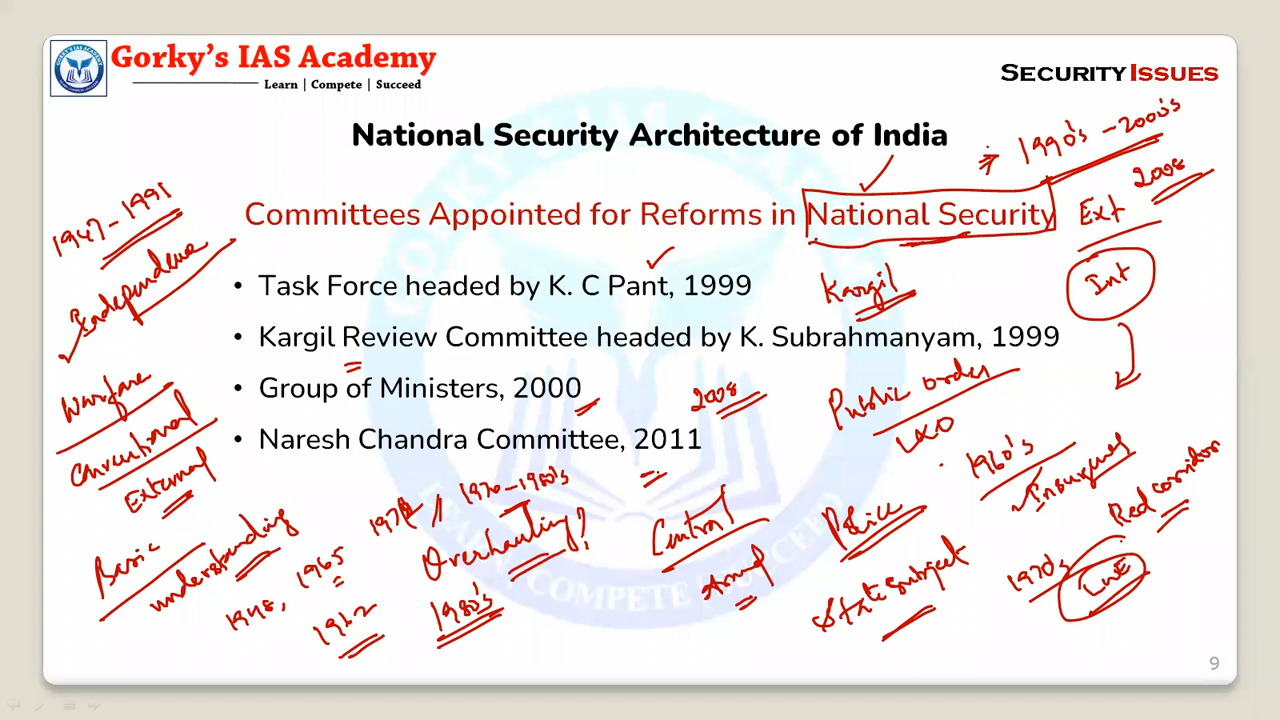 Gorky's IAS Academy
Learn | Compete | Succeed
SECURITY ISSUES
National Security Architecture of India
1990's - 2000's
2008
1947-1991
Committees Appointed for Reforms in National Security
Ext
Independence
• Task Force headed by K. C Pant, 1999
Kargil
Int
• Kargil Review Committee headed by K. Subrahmanyam, 1999
• Group of Ministers, 2000
2008
Public order
L&O
• Naresh Chandra Committee, 2011
Warfare
Conventional
External
1960's
Insurgency
Red corridor
1970's
LWE
1970-1980's
Overhauling?
1980's
Central
Armed
Police
State subject
Basic
understanding
1948, 1965
1962
9